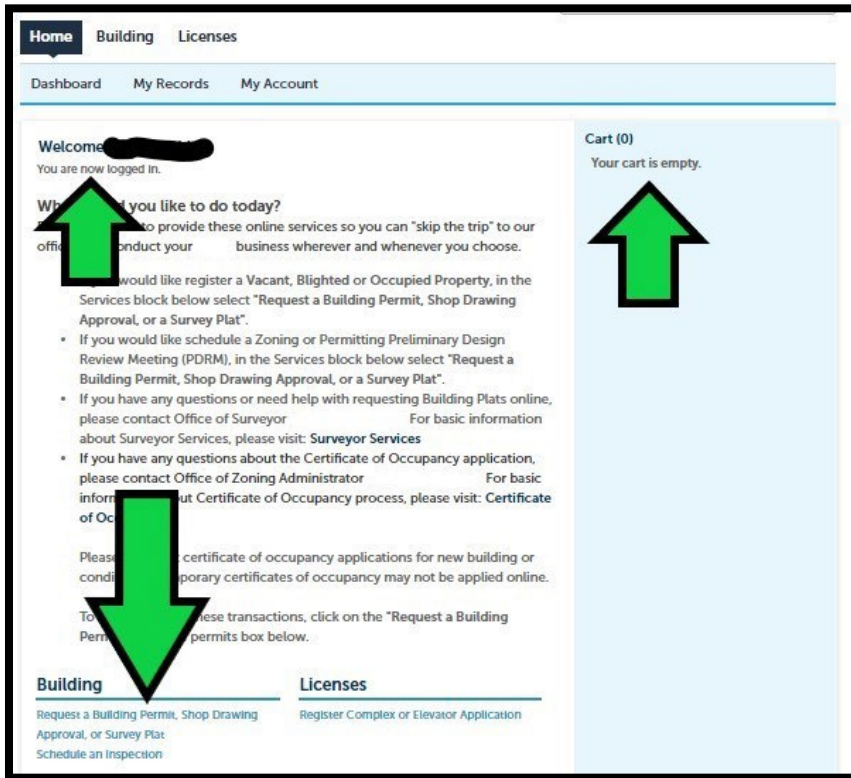 Home Building Licenses
Dashboard My Records My Account
Welcome
You are now logged in.
you like to do today?
to provide these online services so you can "skip the trip" to our
conduct your business wherever and whenever you choose.
would like register a Vacant, Blighted or Occupied Property, in the
Services block below select "Request a Building Permit, Shop Drawing
Approval, or a Survey Plat".
• If you would like schedule a Zoning or Permitting Preliminary Design
Review Meeting (PDRM), in the Services block below select "Request a
Building Permit, Shop Drawing Approval, or a Survey Plat".
• If you have any questions or need help with requesting Building Plats online,
please contact Office of Surveyor For basic information
about Surveyor Services, please visit: Surveyor Services
• If you have any questions about the Certificate of Occupancy application,
please contact Office of Zoning Administrator For basic
Certificate of Occupancy process, please visit: Certificate
of
certificate of occupancy applications for new building or
certificates of occupancy may not be applied online.
To transactions, click on the "Request a Building
permits box below.
Building
Request a Building Permit, Shop Drawing
Approval, or Survey Plat
Schedule an Inspection
Licenses
Register Complex or Elevator Application
Cart (0)
Your cart is empty.